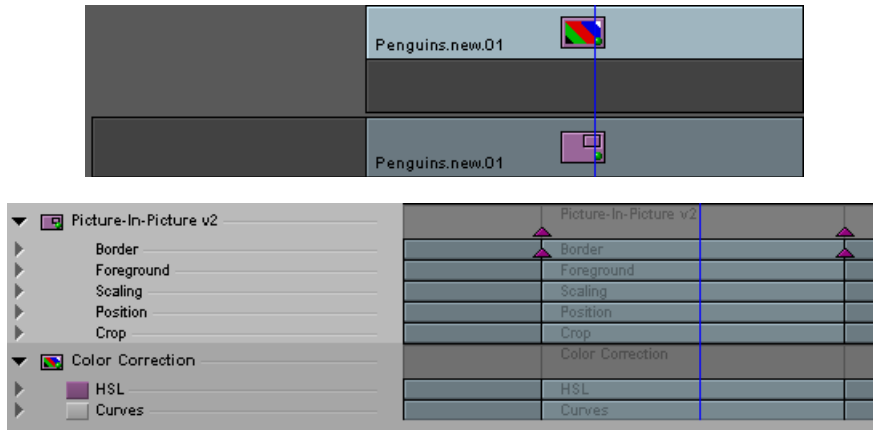 Penguins.new.01
Penguins.new.01
Picture-In-Picture v2 Picture-In-Picture v2
Border Border
Foreground Foreground
Scaling Scaling
Position Position
Crop Crop
Color Correction Color Correction
HSL HSL
Curves Curves